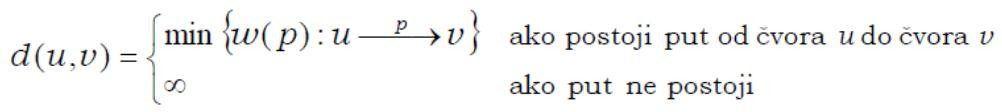 d(u,v) = { min {w(p) : u —p→ v} ako postoji put od čvora u do čvora v
∞ ako put ne postoji